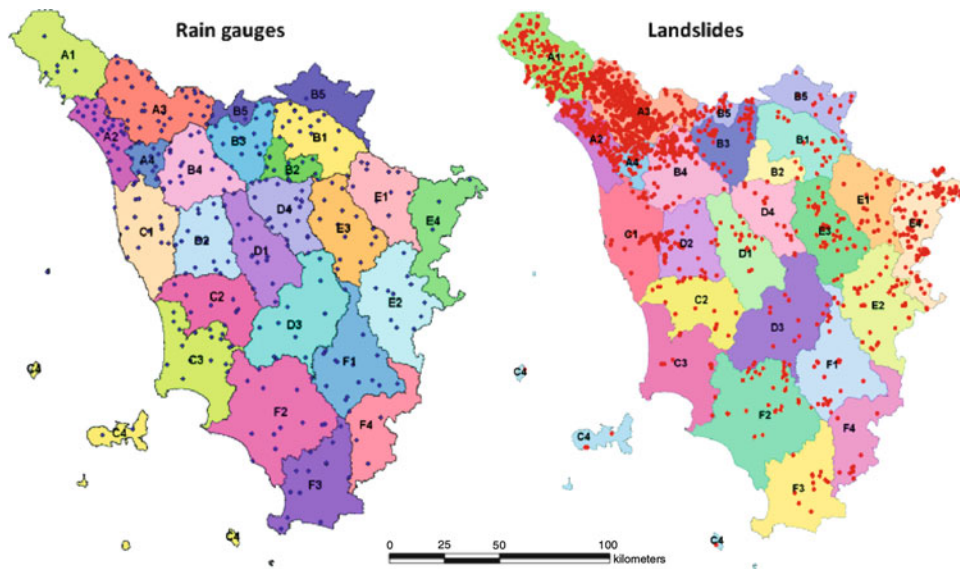 Rain gauges
A1
A3
A2
A4
B4
B5
B5
B3
B1
B2
C1
D2
D1
D4
E3
E1
E4
C2
D3
E2
C3
F1
F2
F4
F3
C4
C4
C4
Landslides
A1
A3
A2
A4
B4
B5
B5
B3
B1
B2
C1
D2
D1
D4
E3
E1
E4
C2
D3
E2
C3
F1
F2
F4
F3
C4
C4
C4
0 25 50 100
kilometers